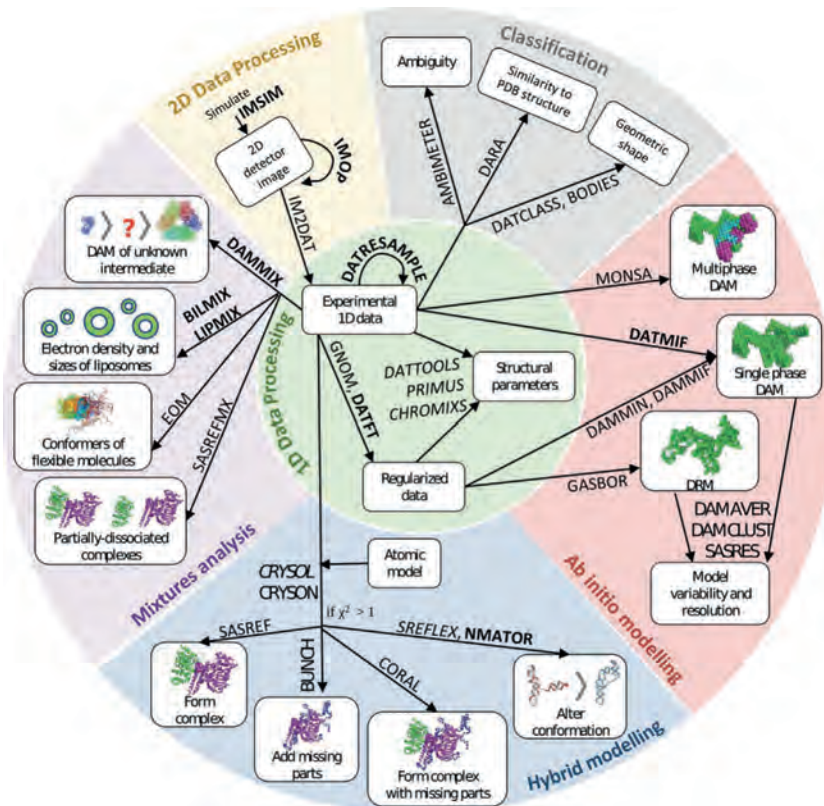 2D Data Processing
Simulate
IMSIM
2D
detector
image
IMOP
IM2DAT
Classification
Ambiguity
Similarity to
PDB structure
Geometric
shape
AMBIMETER
DARA
DATCLASS, BODIES
1D Data Processing
DATRESAMPLE
Experimental
1D data
GNOM, DATFT
DATTOOLS
PRIMUS
CHROMIXS
Structural
parameters
Regularized
data
Mixtures analysis
? 
DAM of unknown
intermediate
DAMMIX
BILMIX
LIPMIX
Electron density and
sizes of liposomes
EOM
Conformers of
flexible molecules
SASREFMX
Partially-dissociated
complexes
Ab initio modelling
MONSA
Multiphase
DAM
DATMIF
Single phase
DAM
DAMMIN, DAMMIF
GASBOR
DRM
DAMAVER
DAMCLUST
SASRES
Model
variability and
resolution
Hybrid modelling
Atomic
model
CRYSOL
CRYSON
if χ² > 1
SASREF
Form
complex
BUNCH
Add missing
parts
CORAL
Form complex
with missing parts
SREFLEX, NMATOR
Alter
conformation